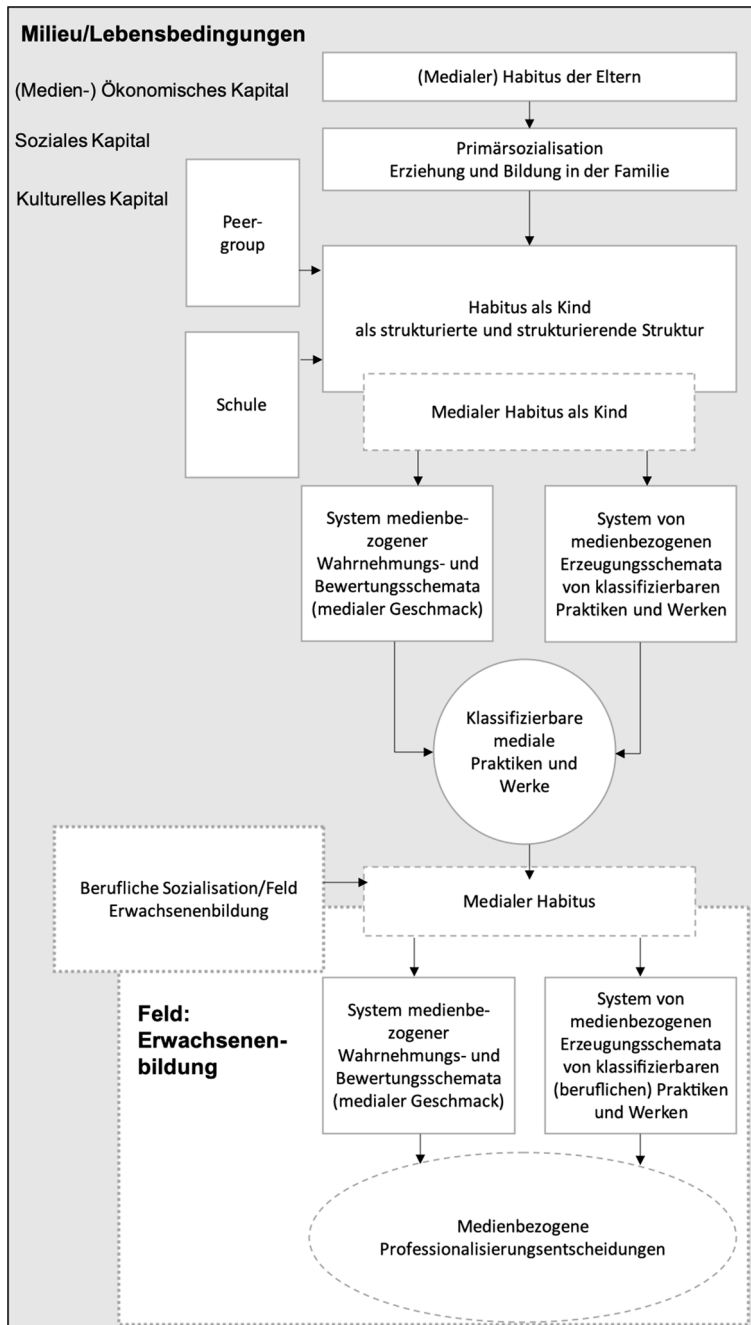 Milieu/Lebensbedingungen
(Medien-) Ökonomisches Kapital
Soziales Kapital
Kulturelles Kapital
(Medialer) Habitus der Eltern
Primärsozialisation
Erziehung und Bildung in der Familie
Peer-
group
Habitus als Kind
als strukturierte und strukturierende Struktur
Schule
Medialer Habitus als Kind
System medienbe-
zogener
Wahrnehmungs- und
Bewertungsschemata
(medialer Geschmack)
System von
medienbezogenen
Erzeugungsschemata
von klassifizierbaren
Praktiken und Werken
Klassifizierbare
mediale
Praktiken und
Werke
Berufliche Sozialisation/Feld
Erwachsenenbildung
Medialer Habitus
Feld:
Erwachsenen-
bildung
System medienbe-
zogener
Wahrnehmungs- und
Bewertungsschemata
(medialer Geschmack)
System von
medienbezogenen
Erzeugungsschemata
von klassifizierbaren
(beruflichen) Praktiken
und Werken
Medienbezogene
Professionalisierungsentscheidungen